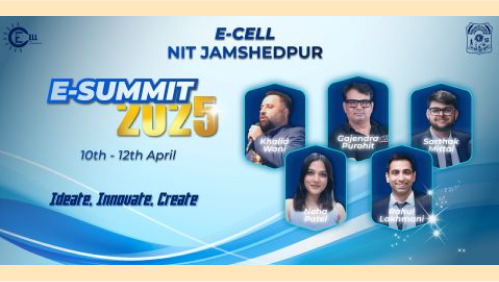 E-CELL
NIT JAMSHEDPUR
E-SUMMIT
2025
10th - 12th April
Ideate, Innovate, Create
Khalid
Wani
Gajendra
Purohit
Sarthak
Mittal
Neha
Patel
Rahul
Lakhmani